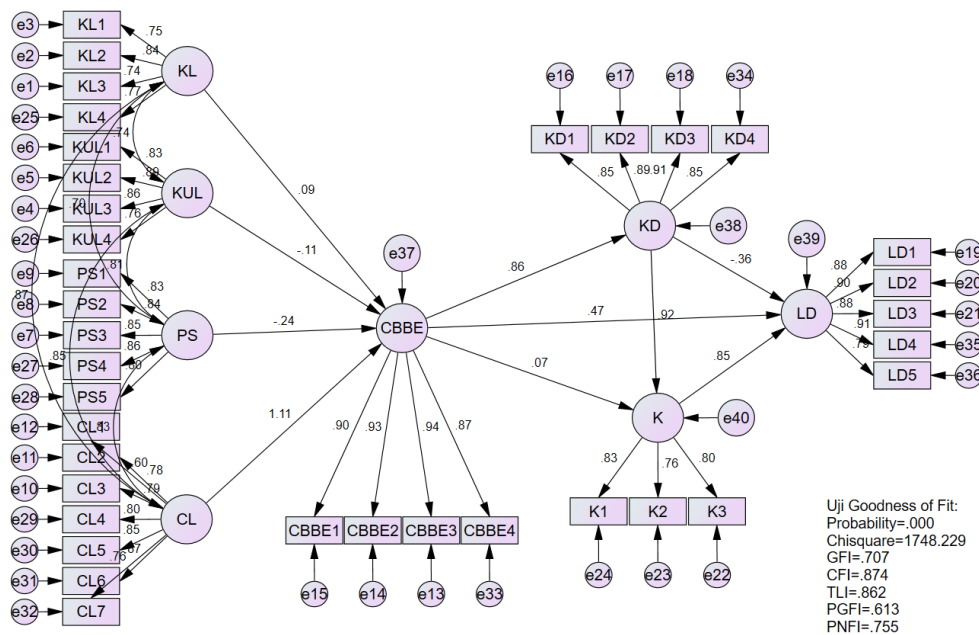 e3 KL1 .75
e2 KL2 .84
e1 KL3 .74
e25 KL4 .77
KL
.74
e6 KUL1 .83
e5 KUL2
e4 KUL3 .86
e26 KUL4 .76
KUL
.81
e9 PS1 .83
e8 PS2 .84
e7 PS3 .85
e27 PS4 .86
e28 PS5 .80
PS
.87
.85
e12
e11 CL2 .60
.78
e10 CL3 .79
e29 CL4 .80
e30 CL5 .85
e31 CL6
e32 CL7 .76
CL
.83
.09
-.11
-.24
1.11
e37
CBBE
.90 .93 .94 .87
CBBE1 CBBE2 CBBE3 CBBE4
e15 e14 e13 e33
.86
.47
.07
e16 e17 e18 e34
KD1 KD2 KD3 KD4
.85 .89 .91 .85
KD
e38
-.36
.92
e39
LD
.88 LD1 e19
.90 LD2 e20
.88 LD3 e21
.91 LD4 e35
.79 LD5 e36
.85
K
e40
.83 .76 .80
K1 K2 K3
e24 e23 e22
Uji Goodness of Fit:
Probability=.000
Chisquare=1748.229
GFI=.707
CFI=.874
TLI=.862
PGFI=.613
PNFI=.755